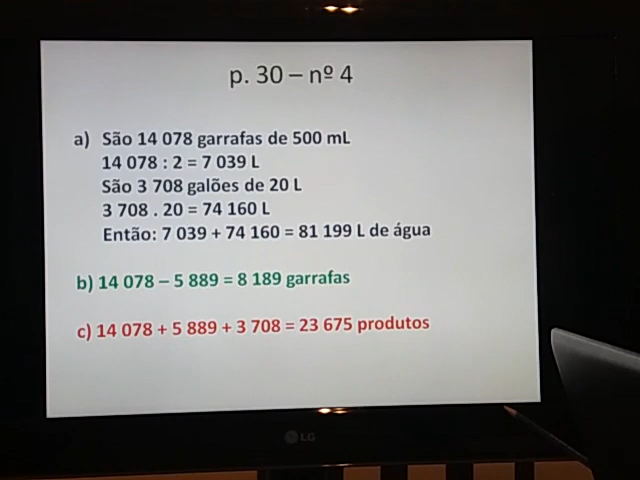 p. 30 – nº 4
a) São 14 078 garrafas de 500 mL
14 078 : 2 = 7 039 L
São 3 708 galões de 20 L
3 708 . 20 = 74 160 L
Então: 7 039 + 74 160 = 81 199 L de água
b) 14 078 – 5 889 = 8 189 garrafas
c) 14 078 + 5 889 + 3 708 = 23 675 produtos
LG